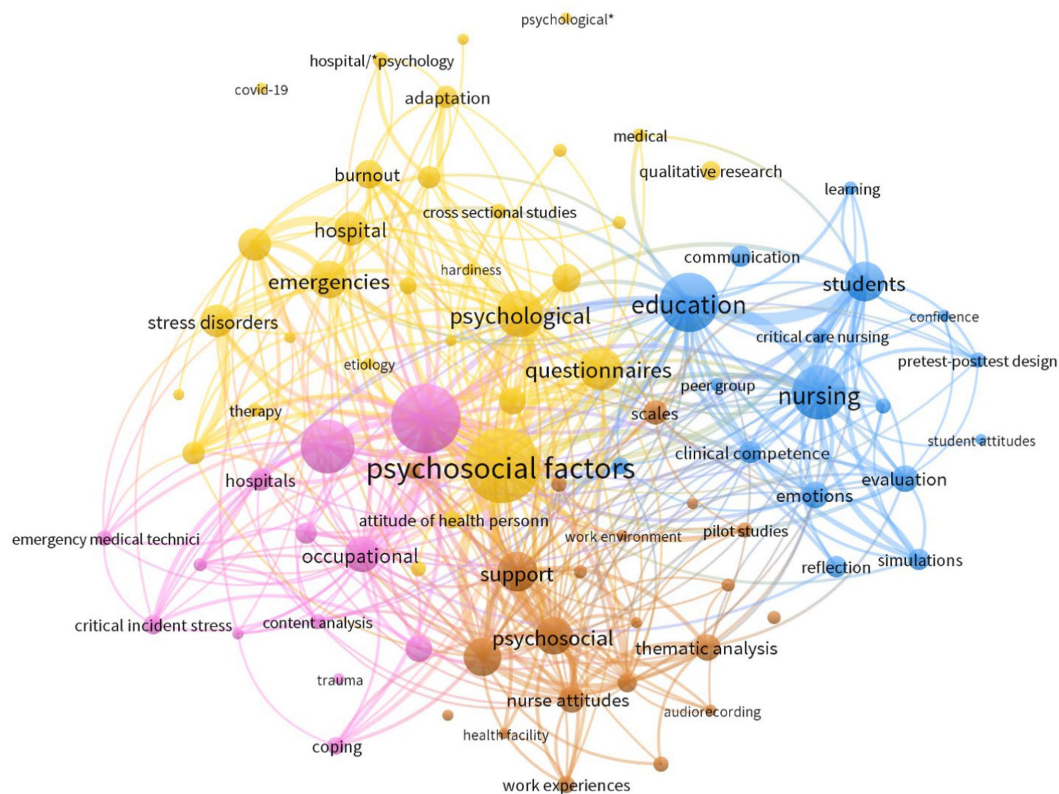 psychological*
hospital/*psychology
covid-19
adaptation
medical
burnout
qualitative research
learning
cross sectional studies
hospital
communication
hardiness
emergencies
students
education
psychological
confidence
stress disorders
critical care nursing
etiology
pretest-posttest design
questionnaires
peer group
nursing
therapy
scales
student attitudes
clinical competence
psychosocial factors
hospitals
evaluation
emotions
attitude of health personn
pilot studies
work environment
emergency medical technici
occupational
simulations
reflection
support
content analysis
critical incident stress
psychosocial
thematic analysis
trauma
nurse attitudes
audiorecording
health facility
coping
work experiences